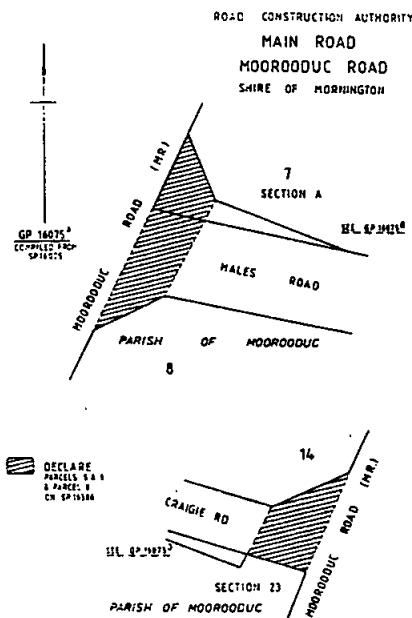 ROAD CONSTRUCTION AUTHORITY
MAIN ROAD
MOOROODUC ROAD
SHIRE OF MORNINGTON
MOOROODUC ROAD (M.R.)
7
SECTION A
GP 16075
COMPILED FROM
MALES ROAD
PARISH OF MOOROODUC
8
DECLARE
14
CRAIGIE RD
MOOROODUC ROAD (M.R.)
SECTION 23
PARISH OF MOOROODUC